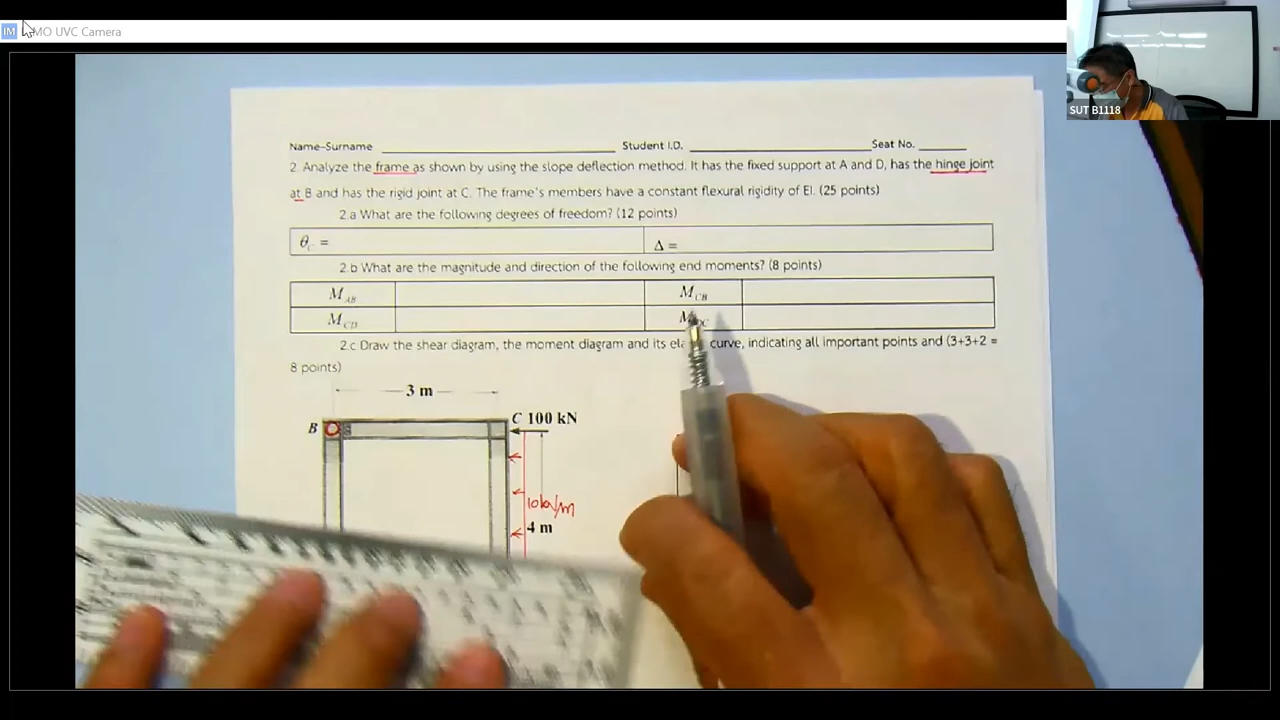 IM
MO UVC Camera
SUT B1118
Name-Surname Student I.D. Seat No.
2. Analyze the frame as shown by using the slope deflection method. It has the fixed support at A and D, has the hinge joint
at B and has the rigid joint at C. The frame's members have a constant flexural rigidity of EI. (25 points)
2.a What are the following degrees of freedom? (12 points)
θ_C = Δ =
2.b What are the magnitude and direction of the following end moments? (8 points)
M_AB M_CB
M_CD
2.c Draw the shear diagram, the moment diagram and its curve, indicating all important points and (3+3+2 =
8 points)
3 m
B C 100 kN
10kN/m
4 m